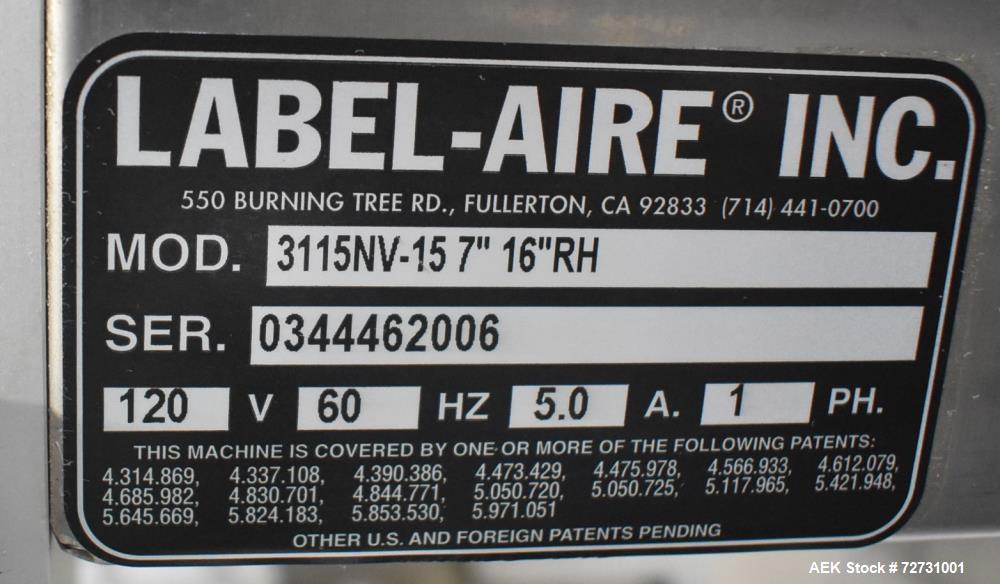 LABEL-AIRE® INC.
550 BURNING TREE RD., FULLERTON, CA 92833 (714) 441-0700
MOD. 3115NV-15 7" 16"RH
SER. 0344462006
120 V 60 HZ 5.0 A. 1 PH.
THIS MACHINE IS COVERED BY ONE OR MORE OF THE FOLLOWING PATENTS:
4.314.869, 4.337.108, 4.390.386, 4.473.429, 4.475.978, 4.566.933, 4.612.079,
4.685.982, 4.830.701, 4.844.771, 5.050.720, 5.050.725, 5.117.965, 5.421.948,
5.645.669, 5.824.183, 5.853.530, 5.971.051
OTHER U.S. AND FOREIGN PATENTS PENDING
AEK Stock # 72731001